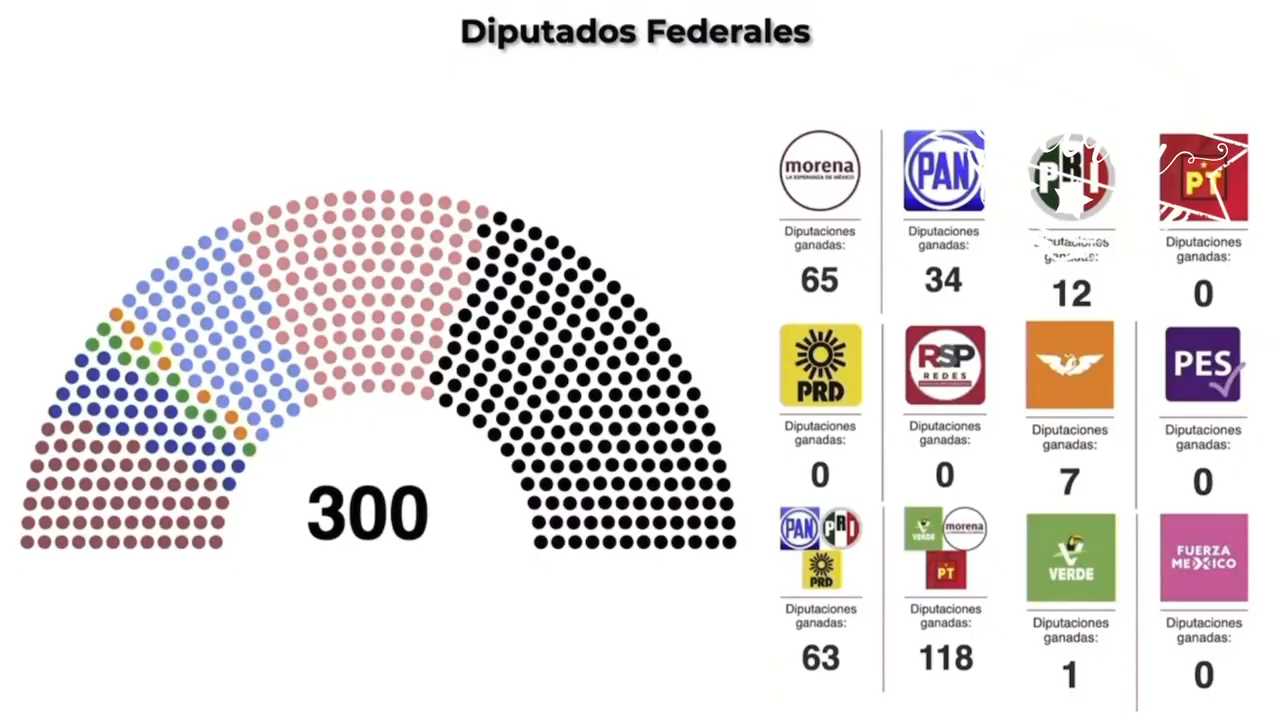 Diputados Federales
morena
LA ESPERANZA DE MÉXICO
Diputaciones
ganadas:
65
PAN
Diputaciones
ganadas:
34
PRI
Diputaciones
ganadas:
12
PT
Diputaciones
ganadas:
0
PRD
Diputaciones
ganadas:
0
RSP
REDES
Diputaciones
ganadas:
0
Diputaciones
ganadas:
7
PES
Diputaciones
ganadas:
0
300
PAN
PRI
PRD
Diputaciones
ganadas:
63
VERDE
morena
PT
Diputaciones
ganadas:
118
VERDE
Diputaciones
ganadas:
1
FUERZA
MEXICO
Diputaciones
ganadas:
0